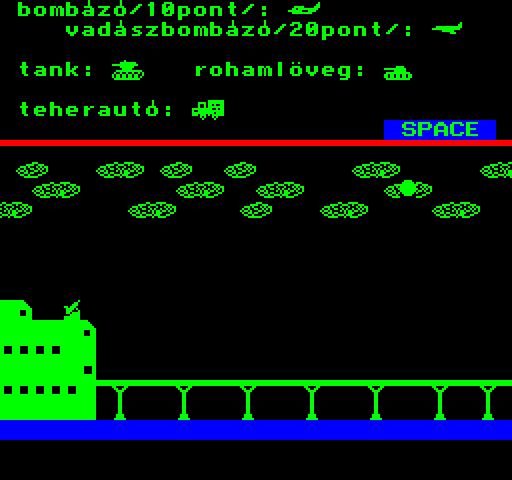 bombázó/10pont/:
vadászbombázó/20pont/:
tank: rohamlöveg:
teherautó:
SPACE